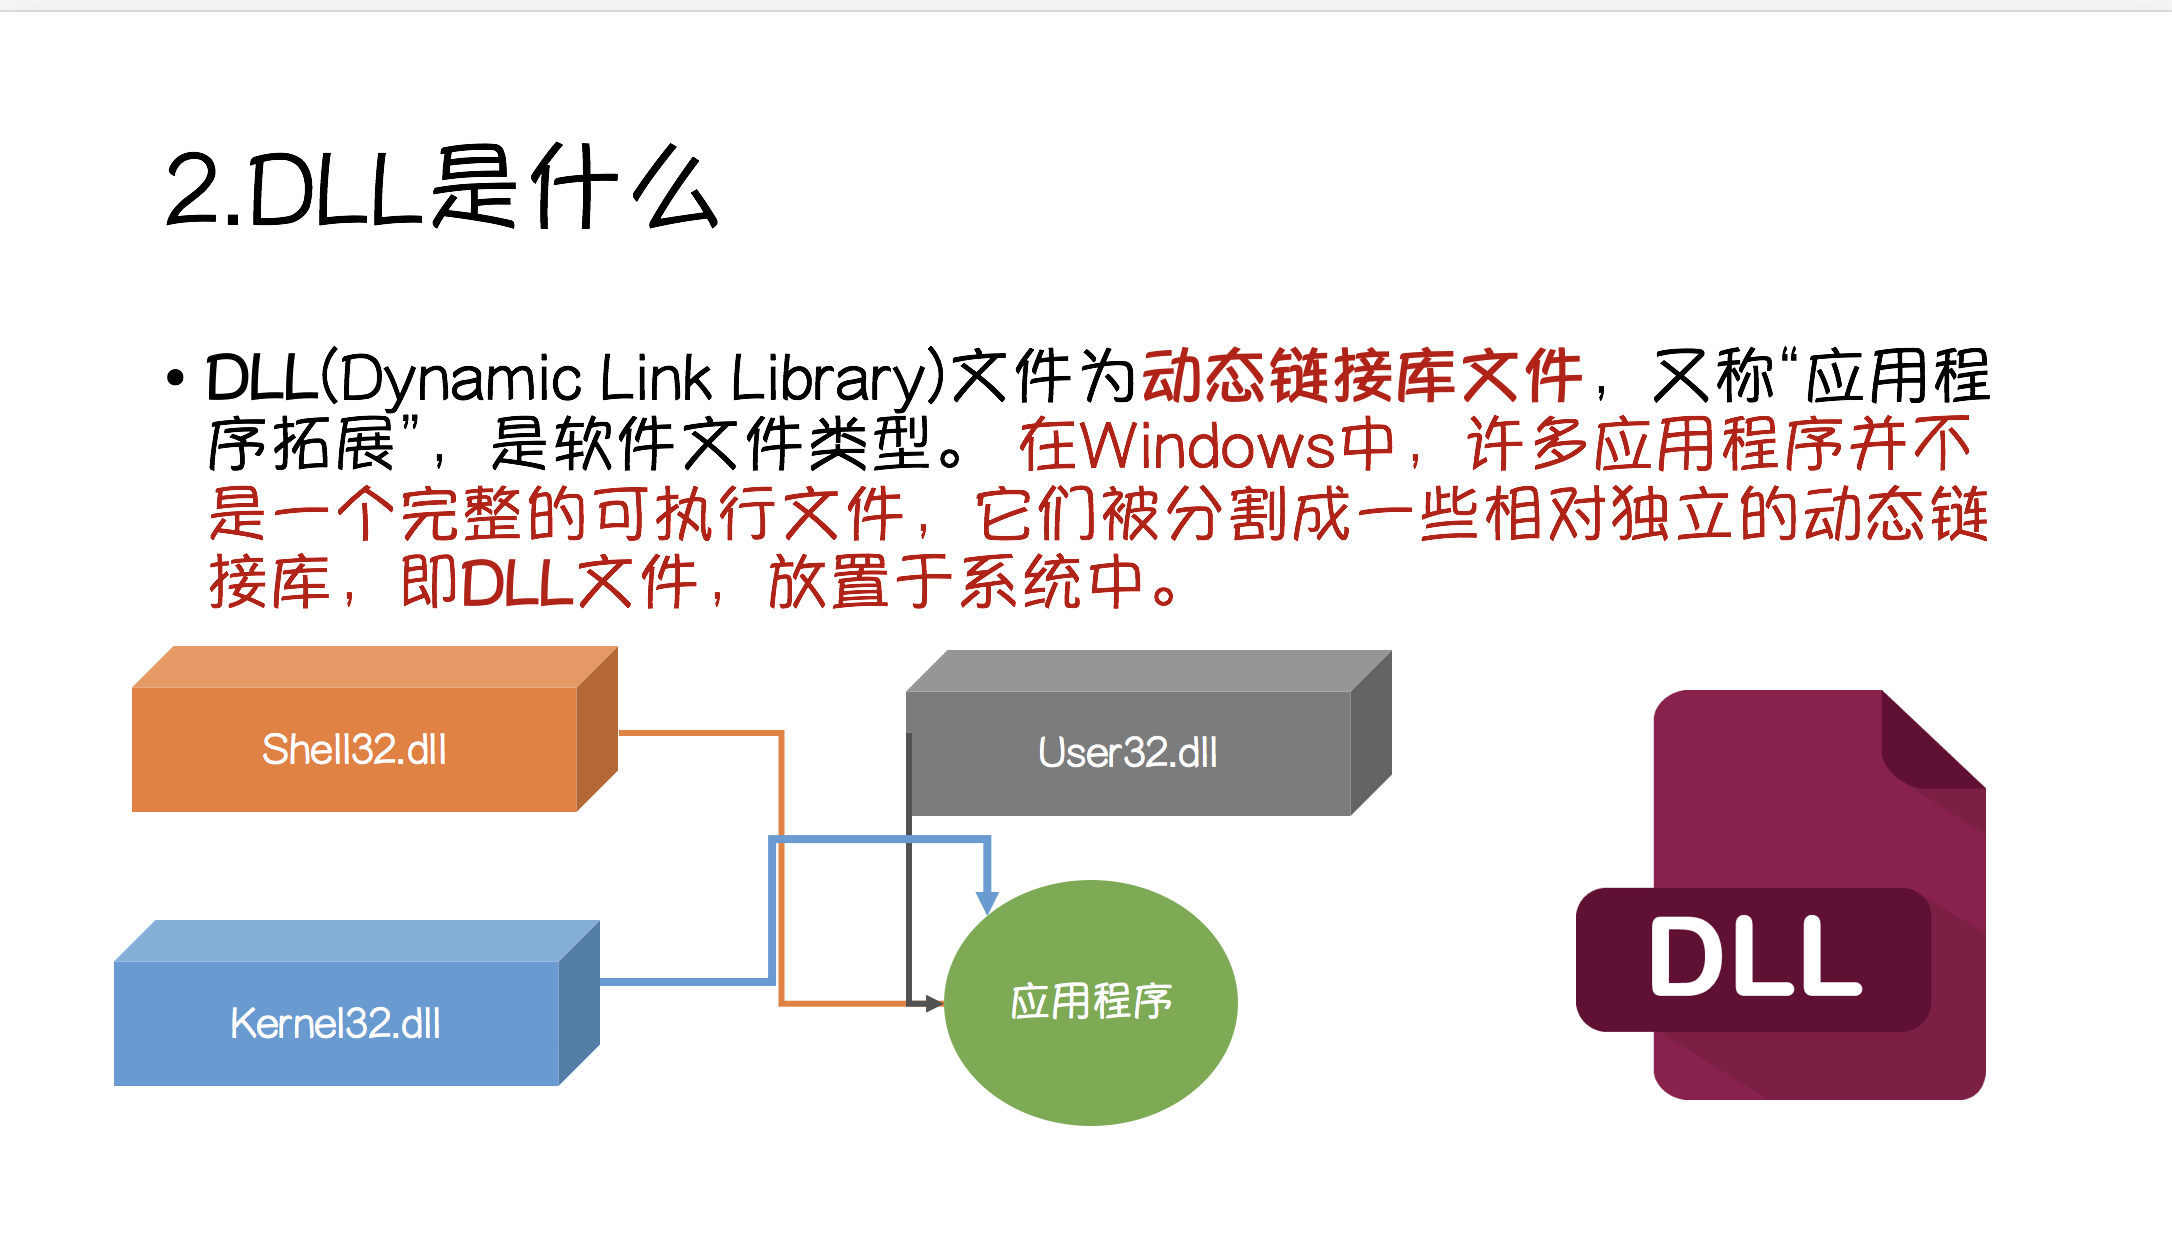 2.DLL是什么
• DLL(Dynamic Link Library)文件为动态链接库文件，又称“应用程
序拓展”，是软件文件类型。 在Windows中，许多应用程序并不
是一个完整的可执行文件，它们被分割成一些相对独立的动态链
接库，即DLL文件，放置于系统中。
Shell32.dll
User32.dll
Kernel32.dll
应用程序
DLL